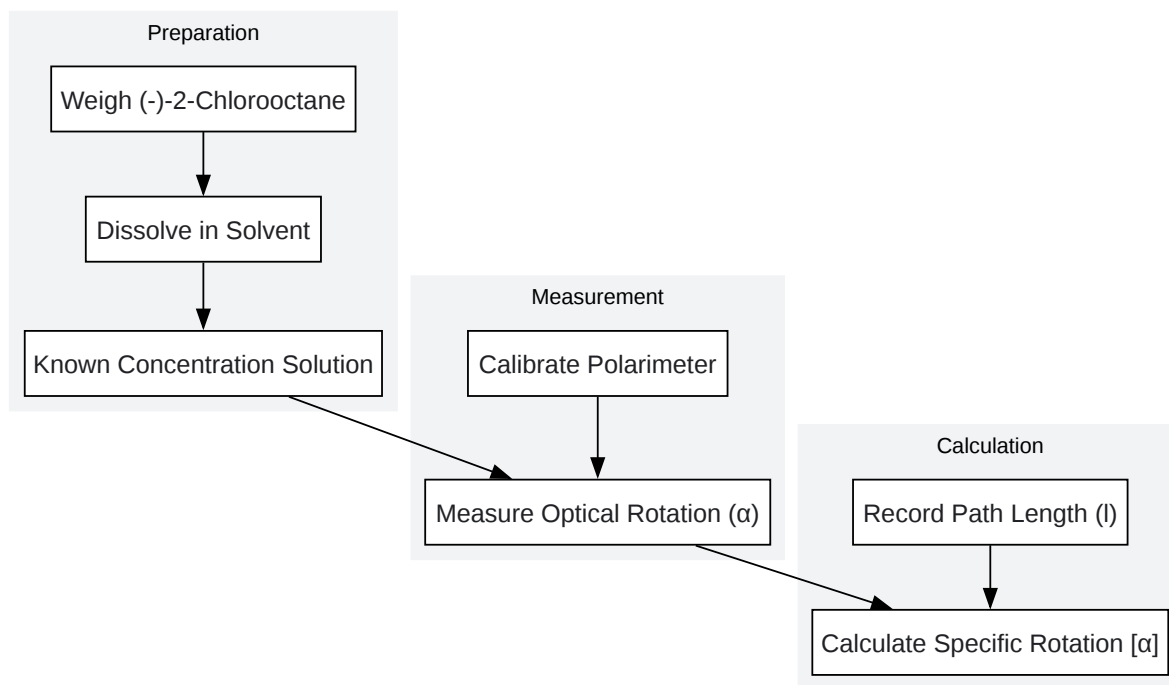 Preparation
Weigh (-)-2-Chlorooctane
Dissolve in Solvent
Known Concentration Solution
Measurement
Calibrate Polarimeter
Measure Optical Rotation (α)
Calculation
Record Path Length (l)
Calculate Specific Rotation [α]